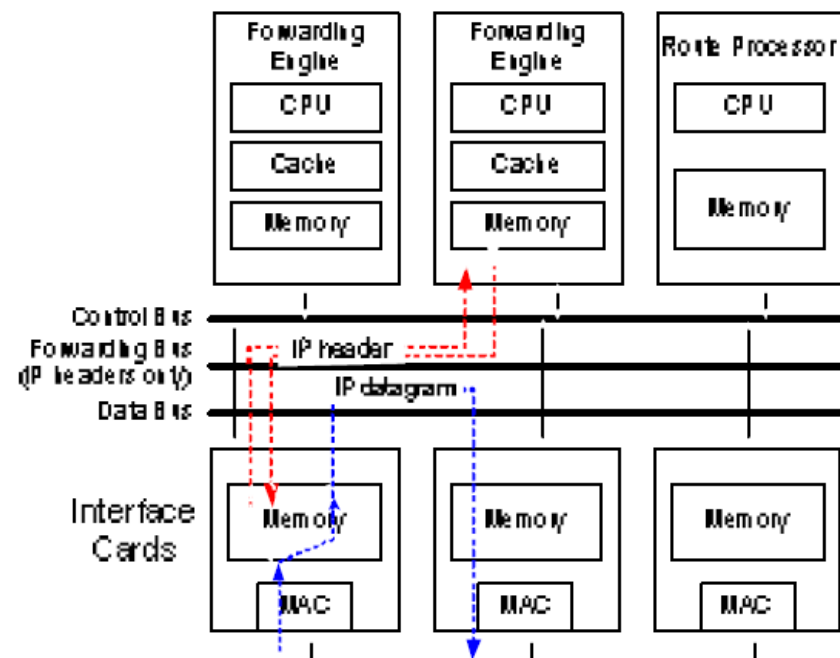 Forwarding
Engine
CPU
Cache
Memory
Forwarding
Engine
CPU
Cache
Memory
Route Processor
CPU
Memory
Control Bus
Forwarding Bus
(IP headers only)
Data Bus
IP header
IP datagram
Interface
Cards
Memory
MAC
Memory
MAC
Memory
MAC